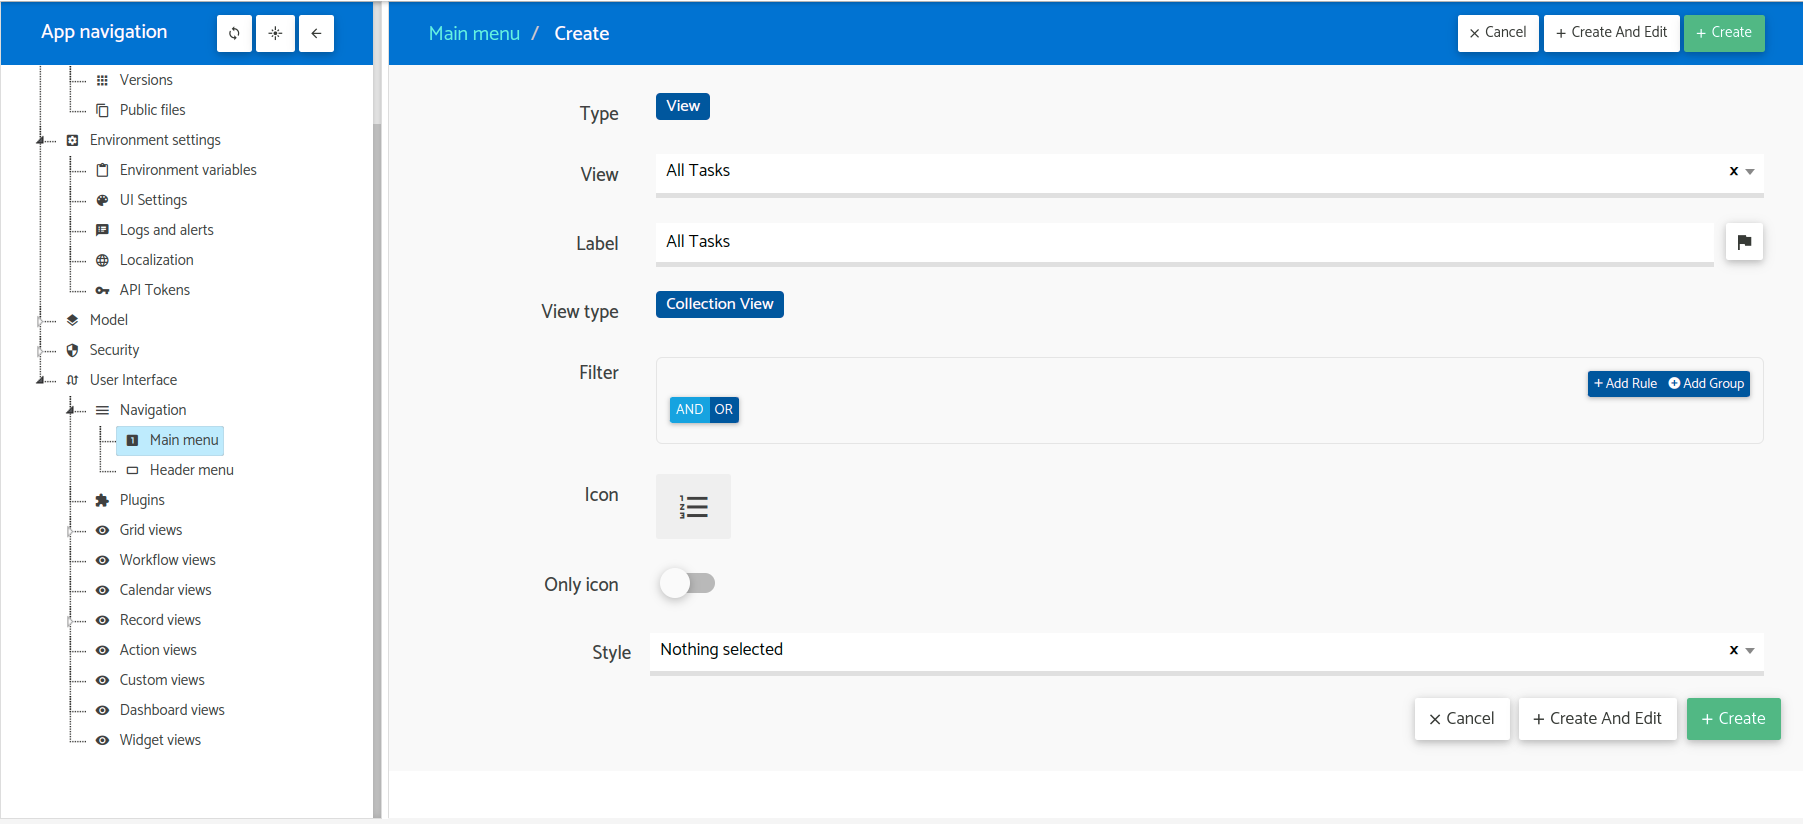 App navigation
Versions
Public files
Environment settings
Environment variables
UI Settings
Logs and alerts
Localization
API Tokens
Model
Security
User Interface
Navigation
Main menu
Header menu
Plugins
Grid views
Workflow views
Calendar views
Record views
Action views
Custom views
Dashboard views
Widget views
Main menu / Create
× Cancel + Create And Edit + Create
Type View
View All Tasks x
Label All Tasks
View type Collection View
Filter
+ Add Rule Add Group
AND OR
Icon
1
2
3
Only icon
Style Nothing selected x
× Cancel + Create And Edit + Create